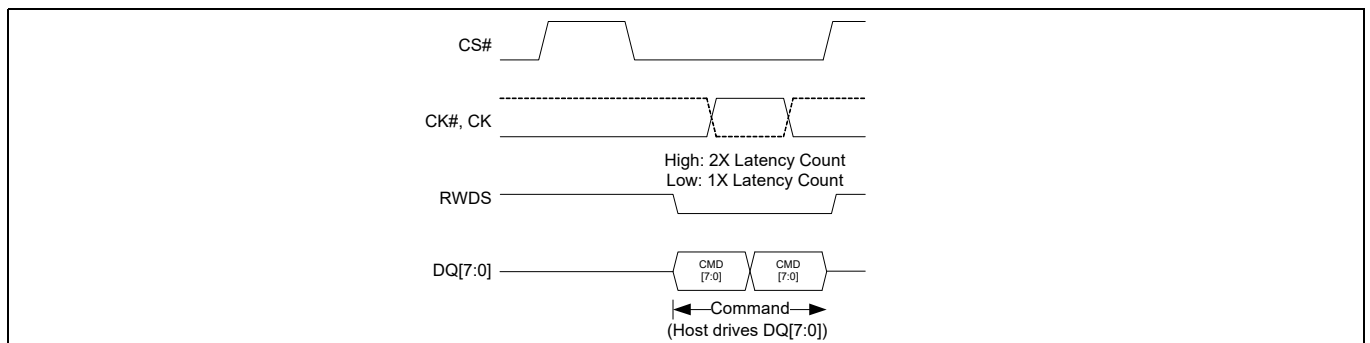 CS#
CK#, CK
High: 2X Latency Count
Low: 1X Latency Count
RWDS
DQ[7:0]
CMD
[7:0]
CMD
[7:0]
Command
(Host drives DQ[7:0])